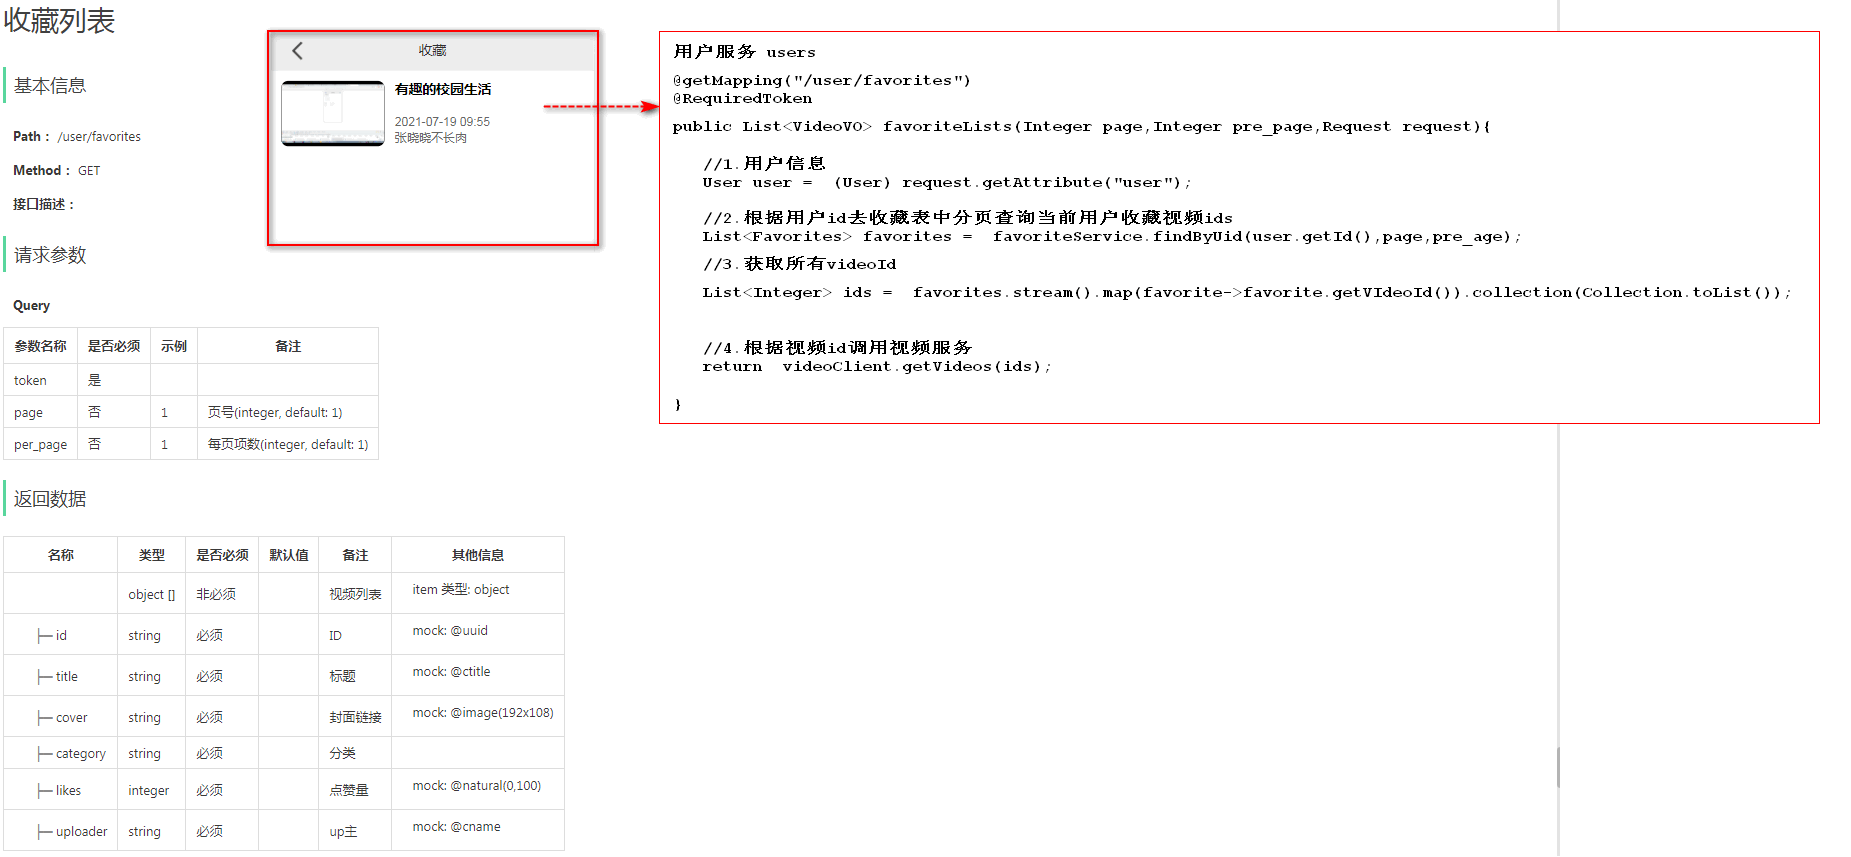 收藏列表
基本信息
Path： /user/favorites
Method： GET
接口描述：
请求参数
Query
参数名称 是否必须 示例 备注
token 是
page 否 1 页号(integer, default: 1)
per_page 否 1 每页项数(integer, default: 1)
返回数据
名称 类型 是否必须 默认值 备注 其他信息
object [] 非必须 视频列表 item 类型: object
├─ id string 必须 ID mock: @uuid
├─ title string 必须 标题 mock: @ctitle
├─ cover string 必须 封面链接 mock: @image(192x108)
├─ category string 必须 分类
├─ likes integer 必须 点赞量 mock: @natural(0,100)
├─ uploader string 必须 up主 mock: @cname
收藏
有趣的校园生活
2021-07-19 09:55
张晓晓不长肉
用户服务 users
@getMapping("/user/favorites")
@RequiredToken
public List<VideoVO> favoriteLists(Integer page,Integer pre_page,Request request){
//1.用户信息
User user = (User) request.getAttribute("user");
//2.根据用户id去收藏表中分页查询当前用户收藏视频ids
List<Favorites> favorites = favoriteService.findByUid(user.getId(),page,pre_age);
//3.获取所有videoId
List<Integer> ids = favorites.stream().map(favorite->favorite.getVIdeoId()).collection(Collection.toList());
//4.根据视频id调用视频服务
return videoClient.getVideos(ids);
}